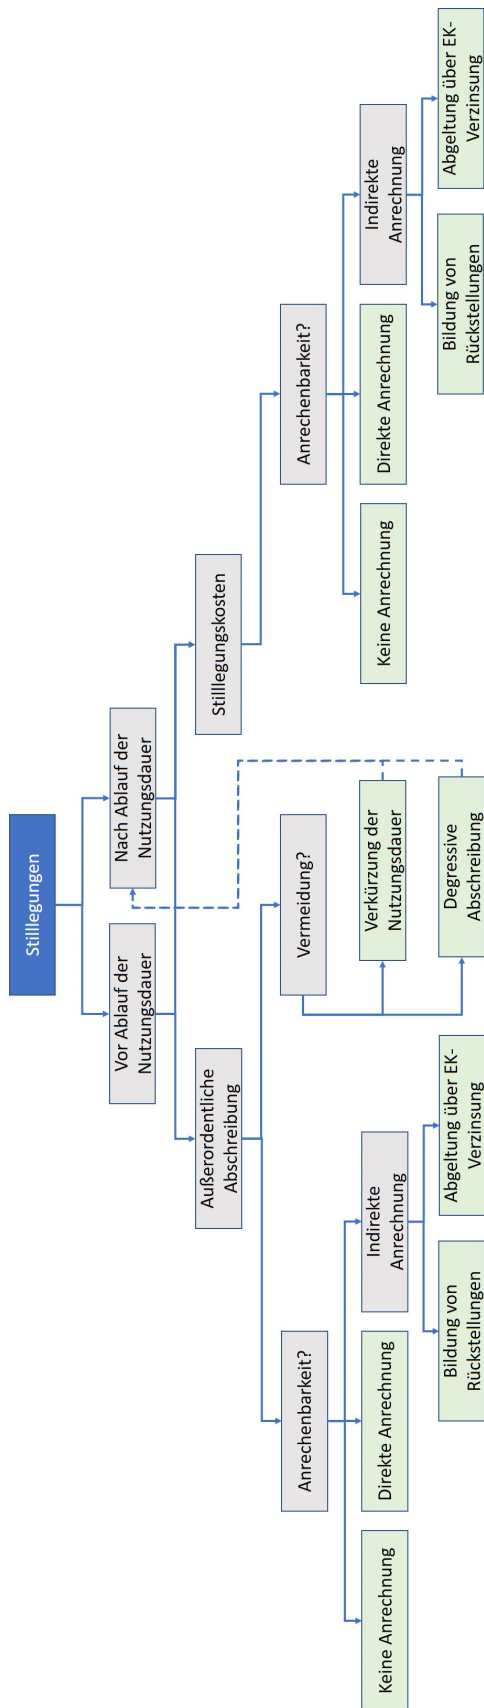 Stilllegungen
Vor Ablauf der
Nutzungsdauer
Nach Ablauf der
Nutzungsdauer
Außerordentliche
Abschreibung
Stilllegungskosten
Anrechenbarkeit?
Vermeidung?
Anrechenbarkeit?
Keine Anrechnung
Direkte Anrechnung
Indirekte
Anrechnung
Verkürzung der
Nutzungsdauer
Keine Anrechnung
Direkte Anrechnung
Indirekte
Anrechnung
Bildung von
Rückstellungen
Abgeltung über EK-
Verzinsung
Degressive
Abschreibung
Bildung von
Rückstellungen
Abgeltung über EK-
Verzinsung